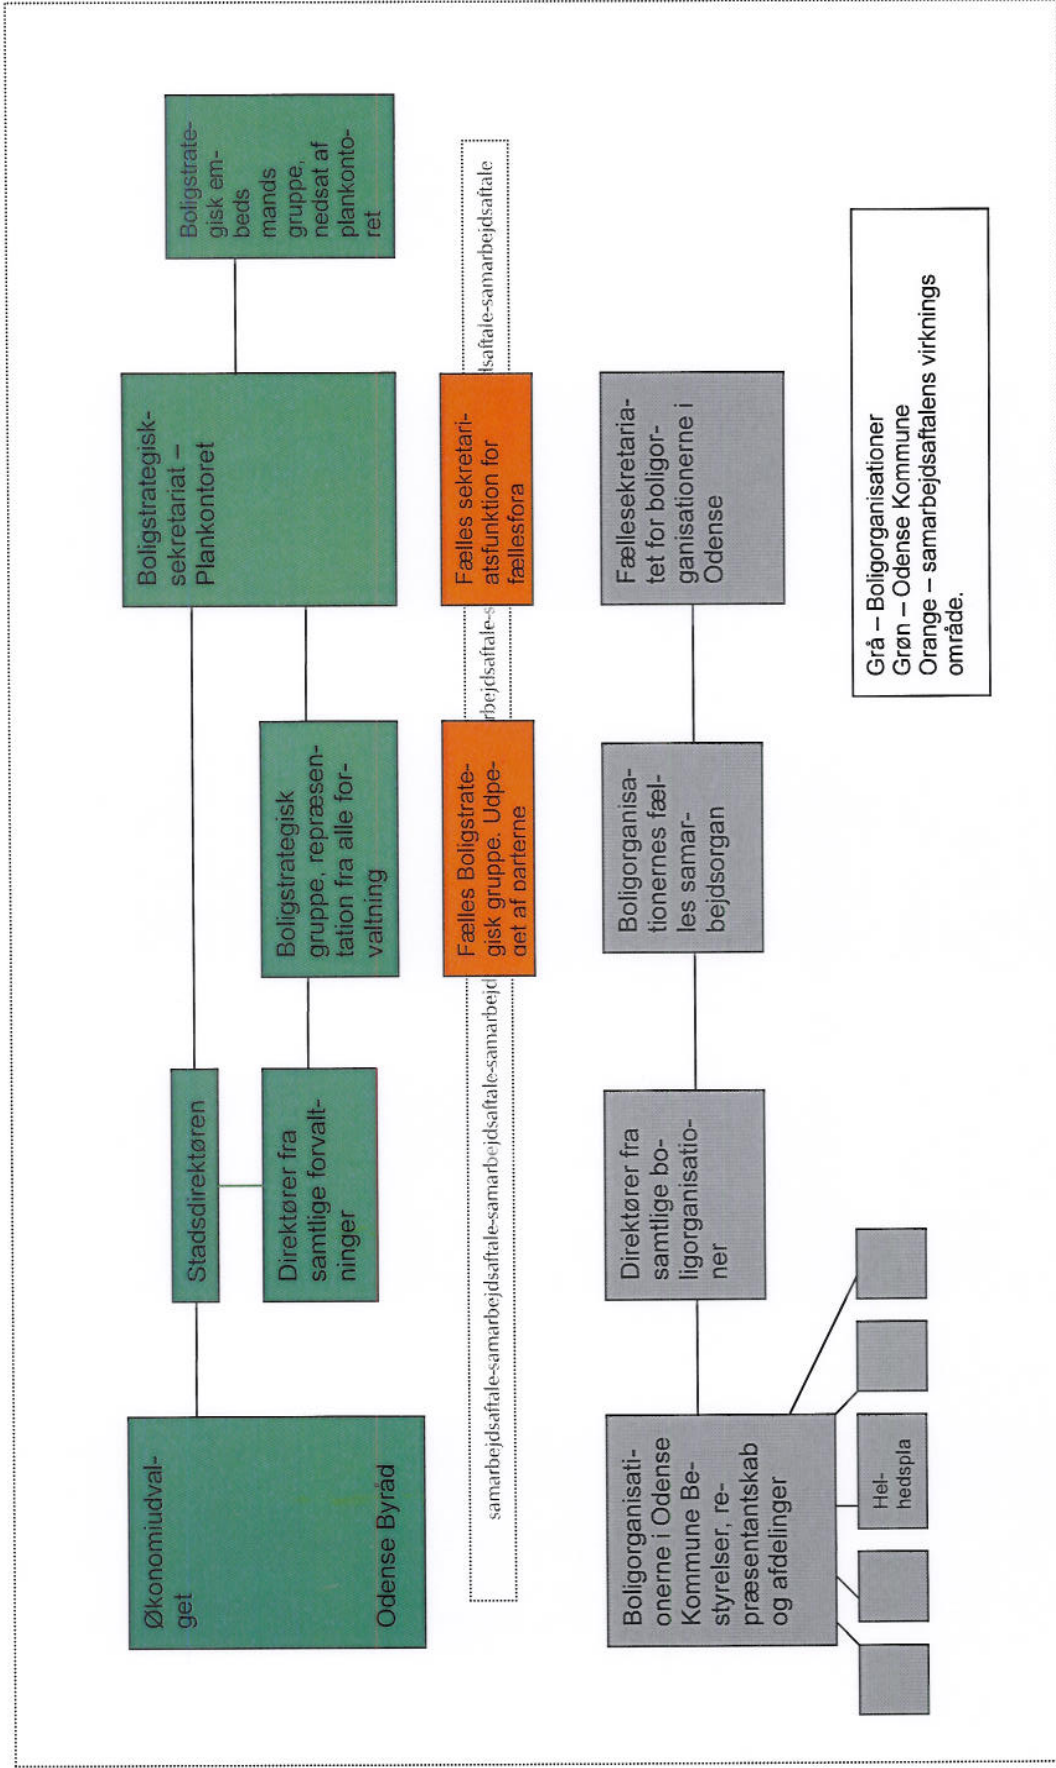 Økonomiudval-
get
Odense Byråd
Stadsdirektøren
Direktører fra
samtlige forvalt-
ninger
Boligstrategisk
gruppe, repræsen-
tation fra alle for-
valtning
Boligstrategisk-
sekretariat –
Plankontoret
Boligstrate-
gisk em-
beds
mands
gruppe,
nedsat af
plankonto-
ret
samarbejdsaftale-samarbejdsaftale-samarbejdsaftale-samarbejdsaftale-samarbejd
Fælles Boligstrate-
gisk gruppe. Udpe-
get af parterne
rbejdsaftale-s
Fælles sekretari-
atsfunktion for
fællesfora
tsaftale-samarbejdsaftale
Boligorganisati-
onerne i Odense
Kommune Be-
styrelser, re-
præsentantskab
og afdelinger
Direktører fra
samtlige bo-
ligorganisatio-
ner
Boligorganisa-
tionernes fæl-
les samar-
bejdsorgan
Fællesekretaria-
tet for boligor-
ganisationerne i
Odense
Hel-
hedspla
Grå – Boligorganisationer
Grøn – Odense Kommune
Orange – samarbejdsaftalens virknings
område.